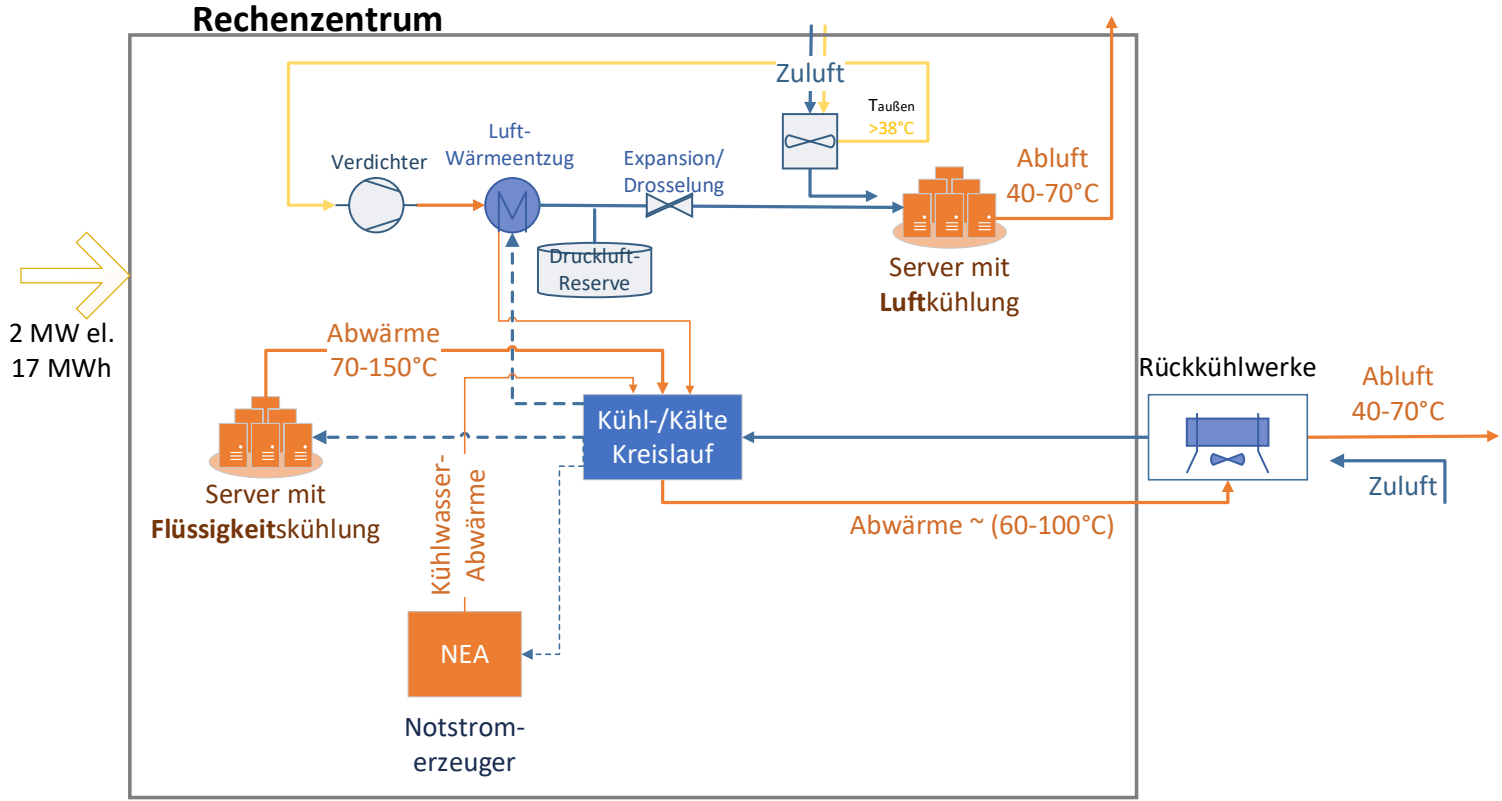 Rechenzentrum
Zuluft
Taußen
>38°C
Luft-
Wärmeentzug
Verdichter
Expansion/
Drosselung
Abluft
40-70°C
Druckluft-
Reserve
Server mit
Luftkühlung
2 MW el.
17 MWh
Abwärme
70-150°C
Rückkühlwerke
Abluft
40-70°C
Kühl-/Kälte
Kreislauf
Zuluft
Server mit
Flüssigkeitskühlung
Kühlwasser-
Abwärme
Abwärme ~ (60-100°C)
NEA
Notstrom-
erzeuger